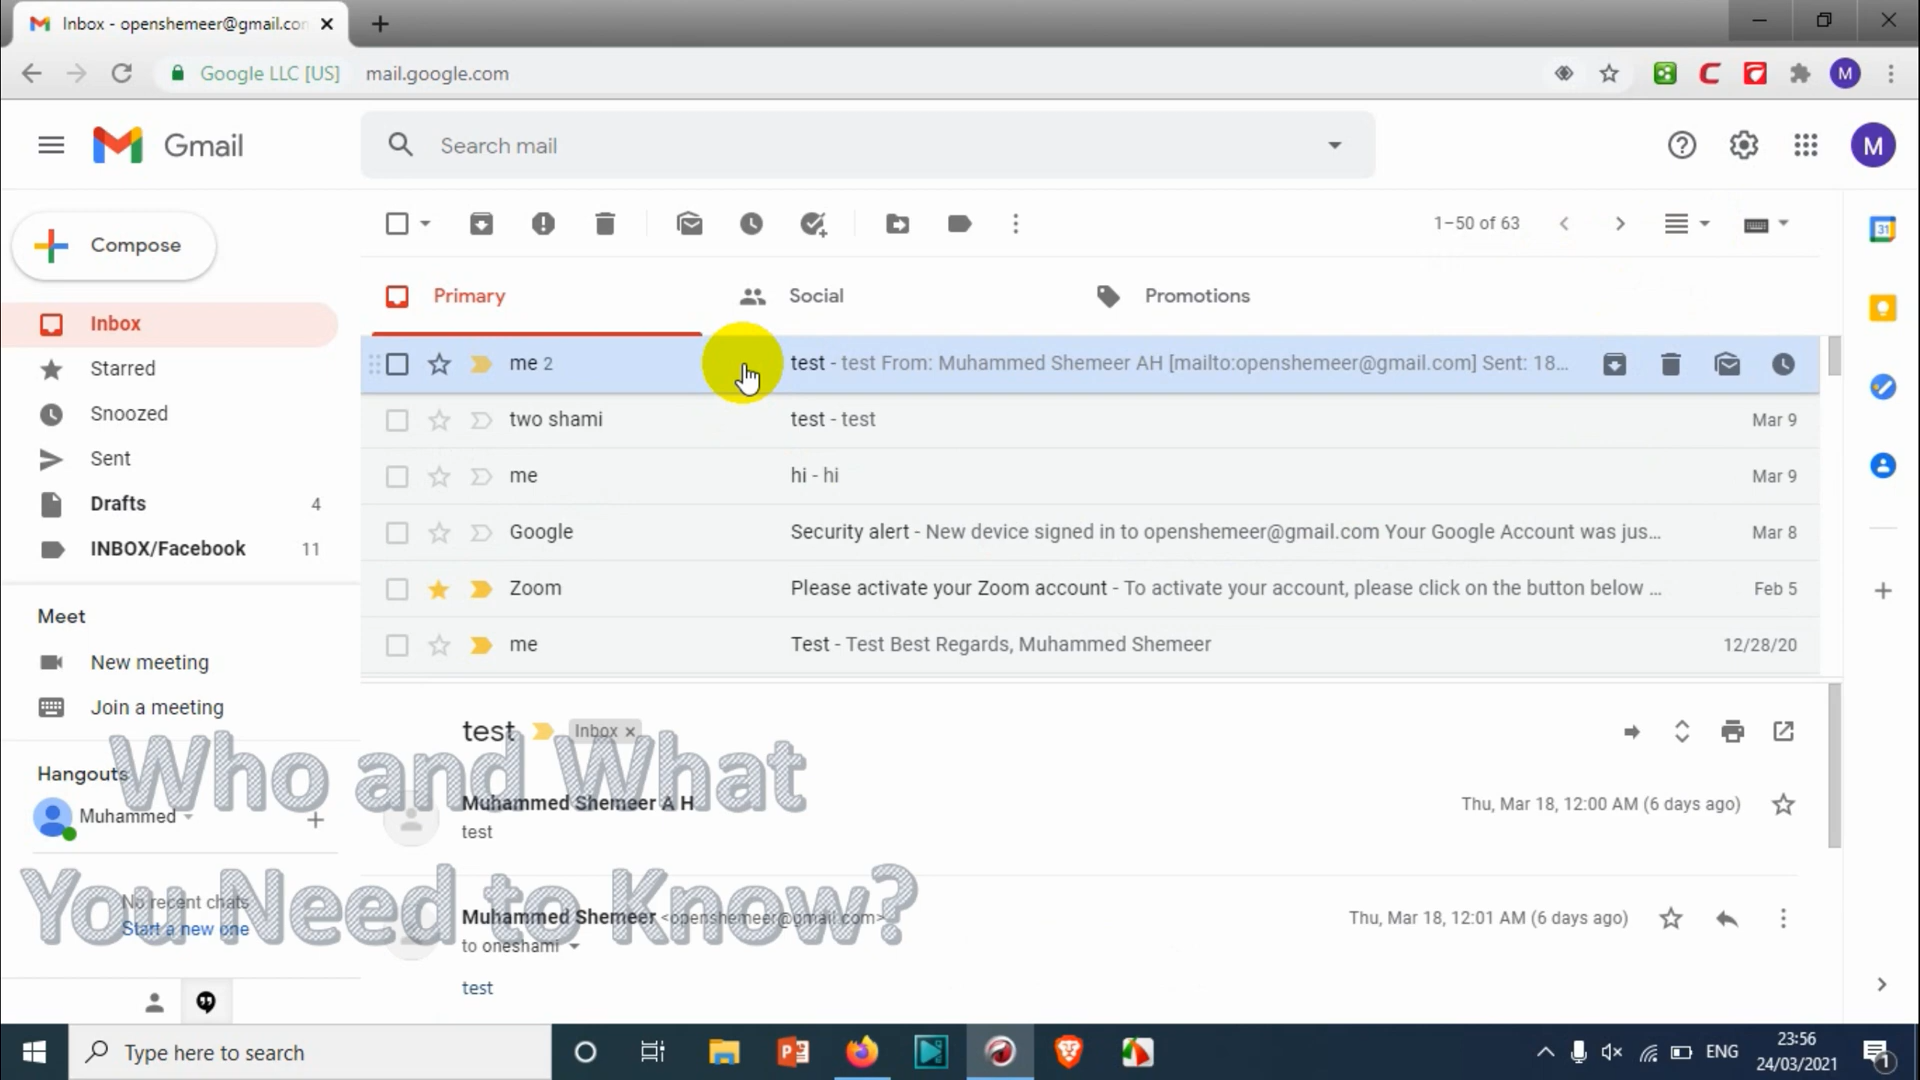 Inbox - openshemeer@gmail.com
Google LLC [US] mail.google.com
M
Gmail
Search mail
M
1–50 of 63
31
Compose
Primary
Social
Promotions
Inbox
Starred
Snoozed
Sent
Drafts 4
INBOX/Facebook 11
me 2 test - test From: Muhammed Shemeer AH [mailto:openshemeer@gmail.com] Sent: 18...
two shami test - test Mar 9
me hi - hi Mar 9
Google Security alert - New device signed in to openshemeer@gmail.com Your Google Account was jus... Mar 8
Zoom Please activate your Zoom account - To activate your account, please click on the button below ... Feb 5
me Test - Test Best Regards, Muhammed Shemeer 12/28/20
Meet
New meeting
Join a meeting
Hangouts
Muhammed
No recent chats
Start a new one
test Inbox x
Muhammed Shemeer A H Thu, Mar 18, 12:00 AM (6 days ago)
test
Muhammed Shemeer <openshemeer@gmail.com> Thu, Mar 18, 12:01 AM (6 days ago)
to oneshami
test
Who and What
You Need to Know?
Type here to search
ENG
23:56
24/03/2021
1